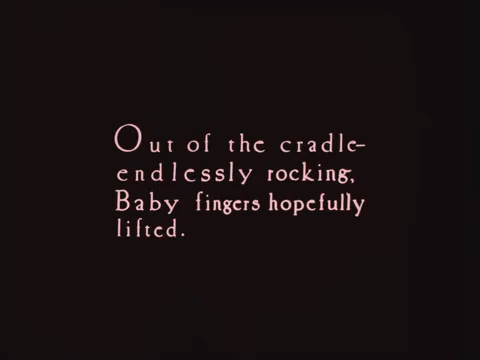 Out of the cradle–
endlessly rocking,
Baby fingers hopefully
lifted.